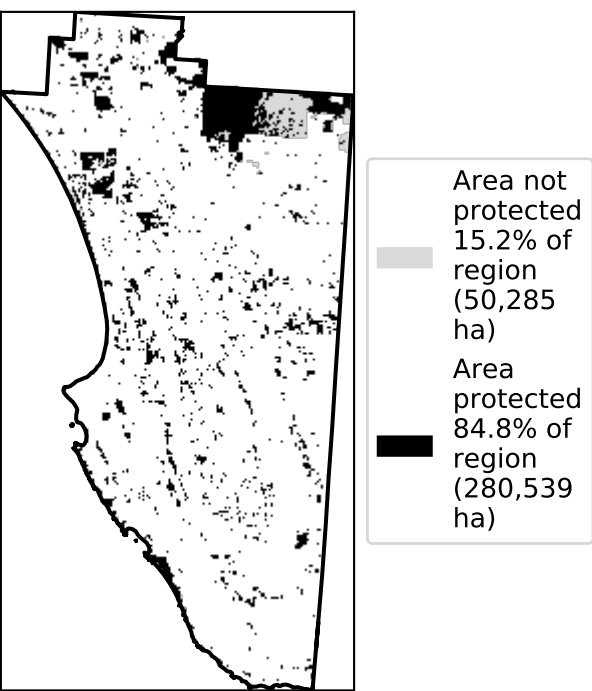 Area not
protected
15.2% of
region
(50,285
ha)
Area
protected
84.8% of
region
(280,539
ha)